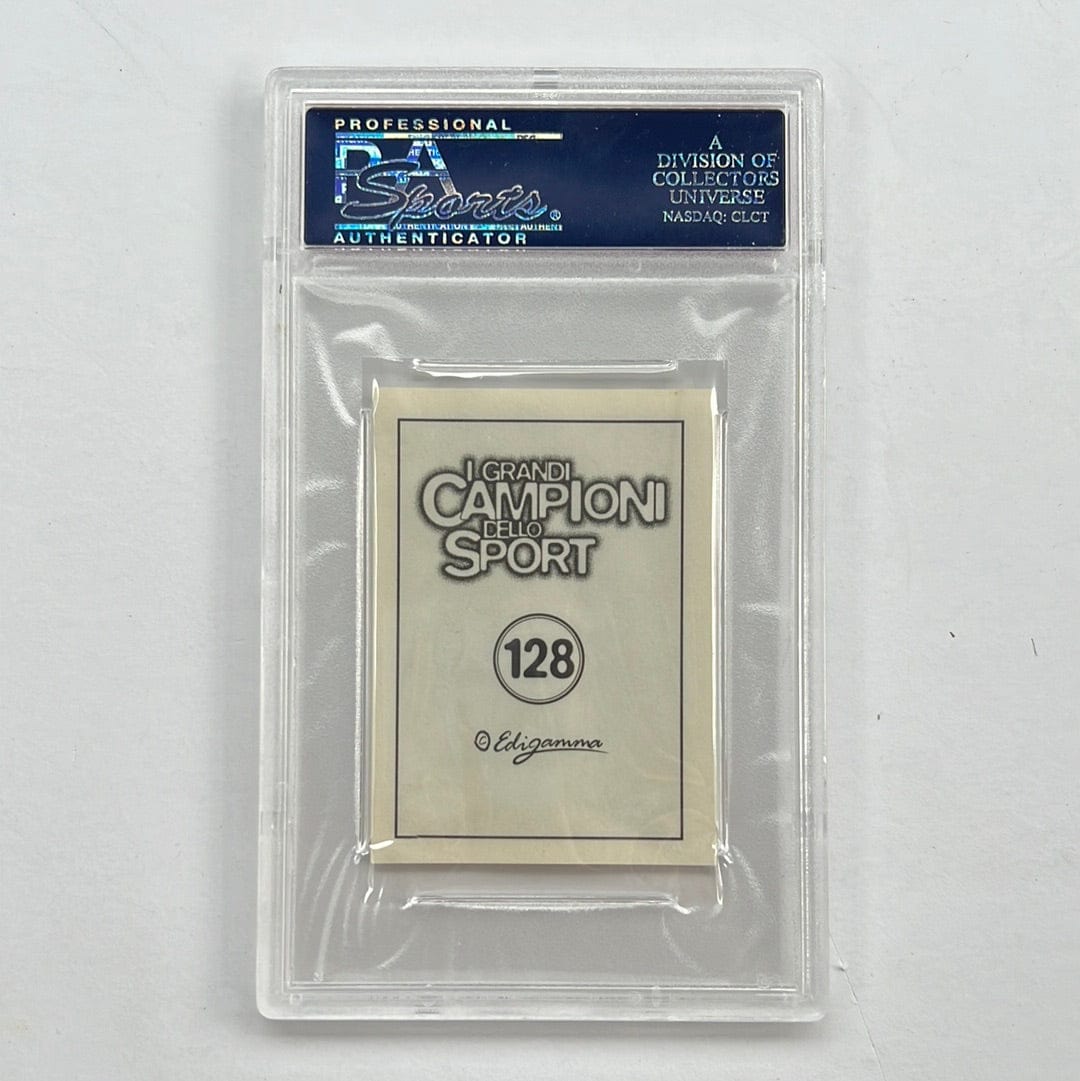 PROFESSIONAL
PSA
Sports®
AUTHENTICATOR
A
DIVISION OF
COLLECTORS
UNIVERSE
NASDAQ: CLCT
I GRANDI
CAMPIONI
DELLO
SPORT
128
© Edigamma